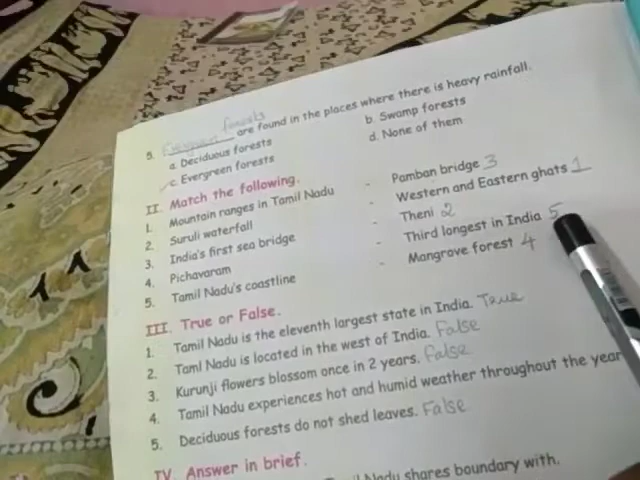 5. Evergreen forests are found in the places where there is heavy rainfall.
a. Deciduous forests b. Swamp forests
c. Evergreen forests d. None of them
II. Match the following.
1. Mountain ranges in Tamil Nadu - Pamban bridge 3
2. Suruli waterfall - Western and Eastern ghats 1
3. India's first sea bridge - Theni 2
4. Pichavaram - Third longest in India 5
5. Tamil Nadu's coastline - Mangrove forest 4
III. True or False.
1. Tamil Nadu is the eleventh largest state in India. True
2. Taml Nadu is located in the west of India. False
3. Kurunji flowers blossom once in 2 years. False
4. Tamil Nadu experiences hot and humid weather throughout the year
5. Deciduous forests do not shed leaves. False
IV. Answer in brief.
Nadu shares boundary with.